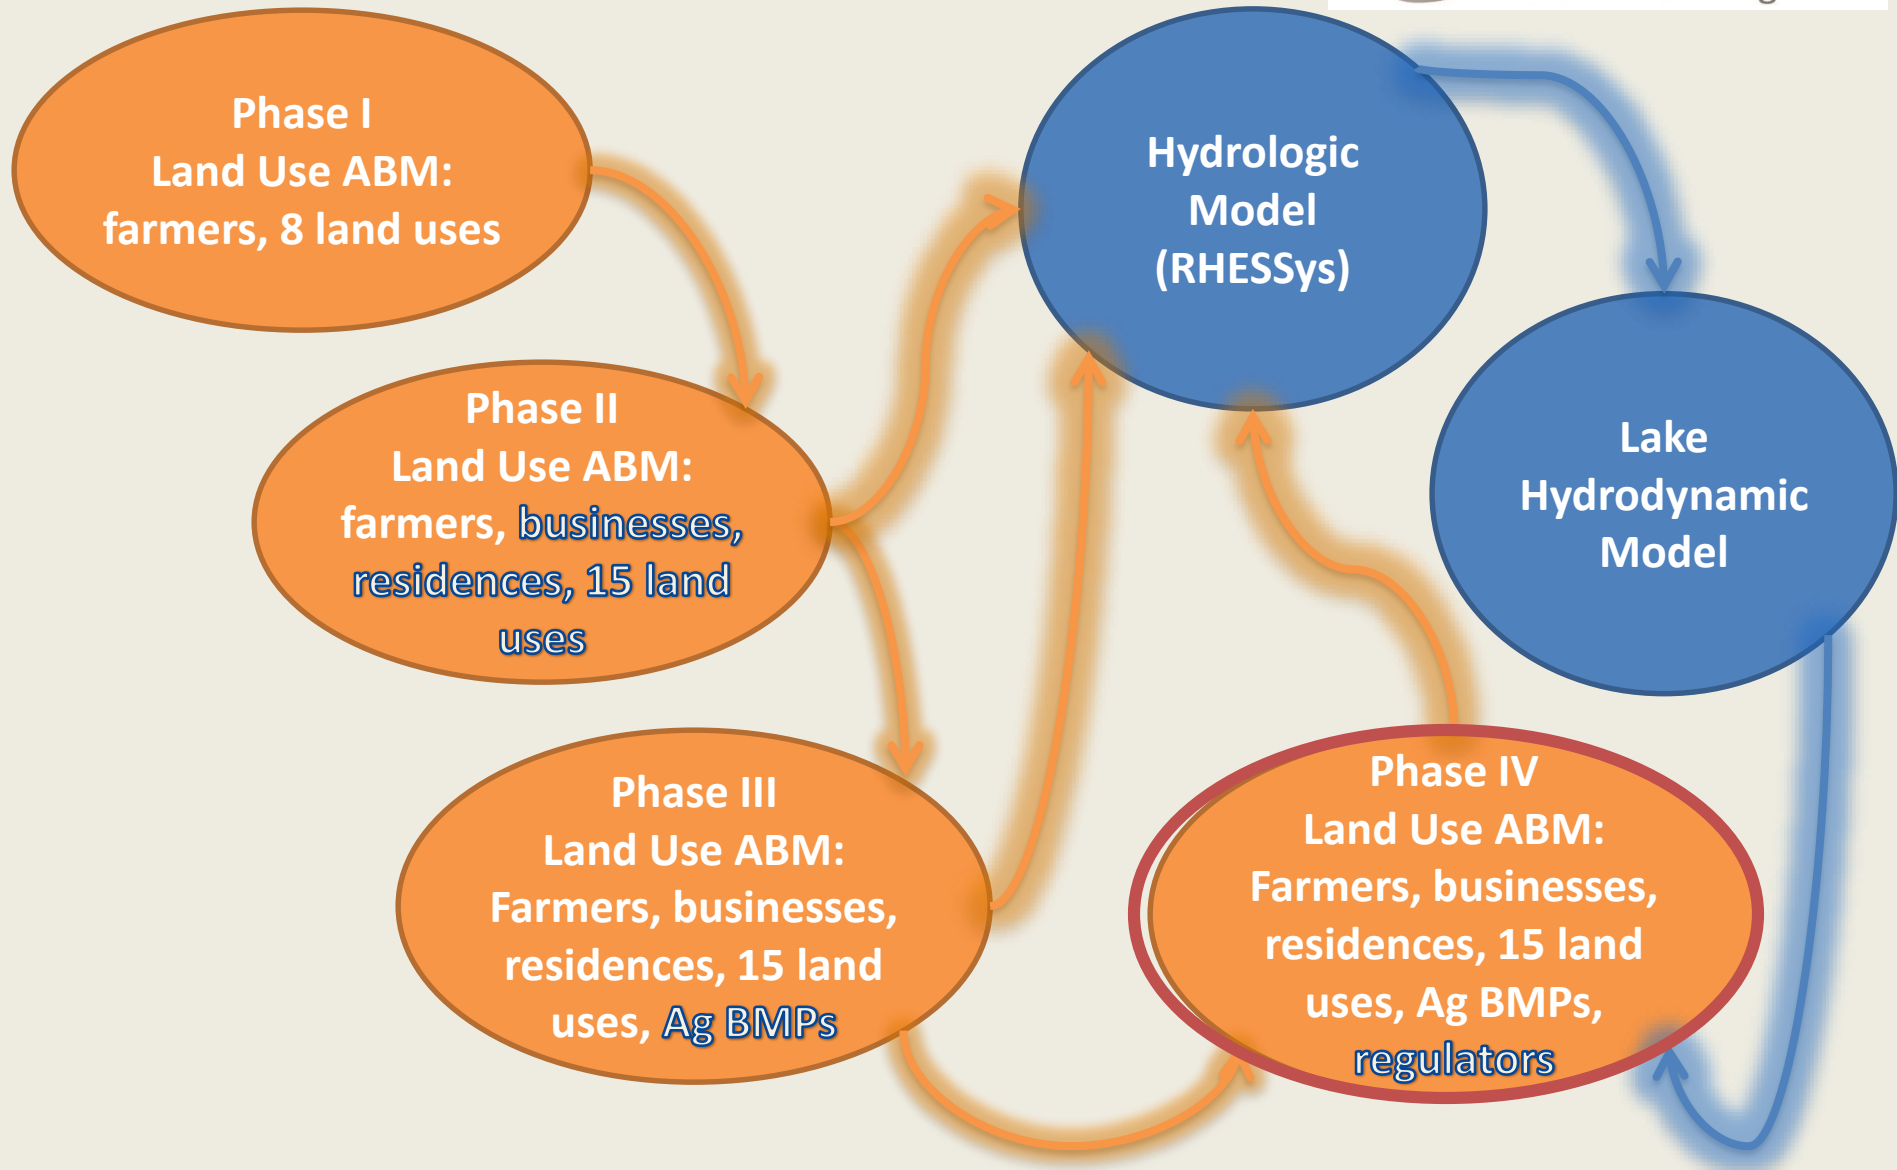 Phase I
Land Use ABM:
farmers, 8 land uses
Hydrologic
Model
(RHESSys)
Phase II
Land Use ABM:
farmers, businesses,
residences, 15 land
uses
Lake
Hydrodynamic
Model
Phase III
Land Use ABM:
Farmers, businesses,
residences, 15 land
uses, Ag BMPs
Phase IV
Land Use ABM:
Farmers, businesses,
residences, 15 land
uses, Ag BMPs,
regulators